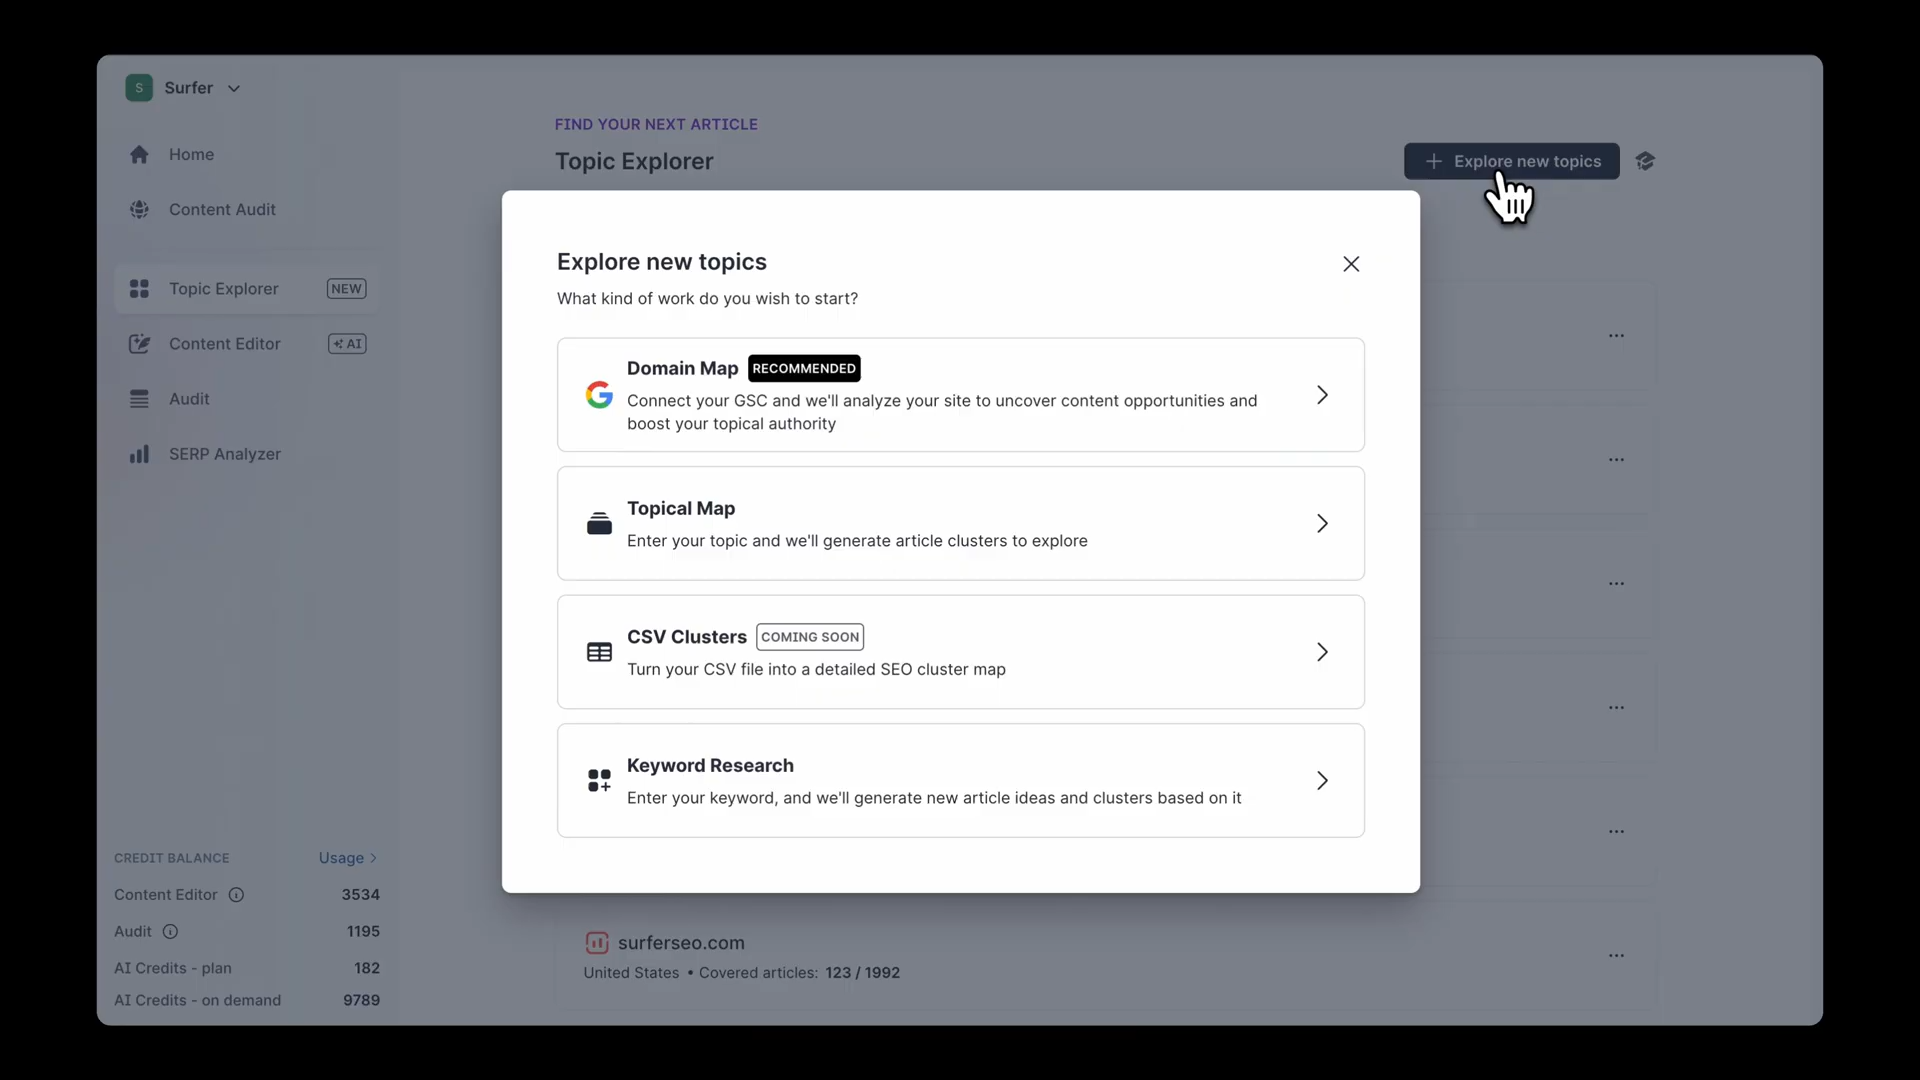 S Surfer
Home
Content Audit
Topic Explorer NEW
Content Editor AI
Audit
SERP Analyzer
CREDIT BALANCE Usage
Content Editor 3534
Audit 1195
AI Credits - plan 182
AI Credits - on demand 9789
FIND YOUR NEXT ARTICLE
Topic Explorer
Explore new topics
Explore new topics
What kind of work do you wish to start?
Domain Map RECOMMENDED
Connect your GSC and we'll analyze your site to uncover content opportunities and
boost your topical authority
Topical Map
Enter your topic and we'll generate article clusters to explore
CSV Clusters COMING SOON
Turn your CSV file into a detailed SEO cluster map
Keyword Research
Enter your keyword, and we'll generate new article ideas and clusters based on it
surferseo.com
United States • Covered articles: 123 / 1992